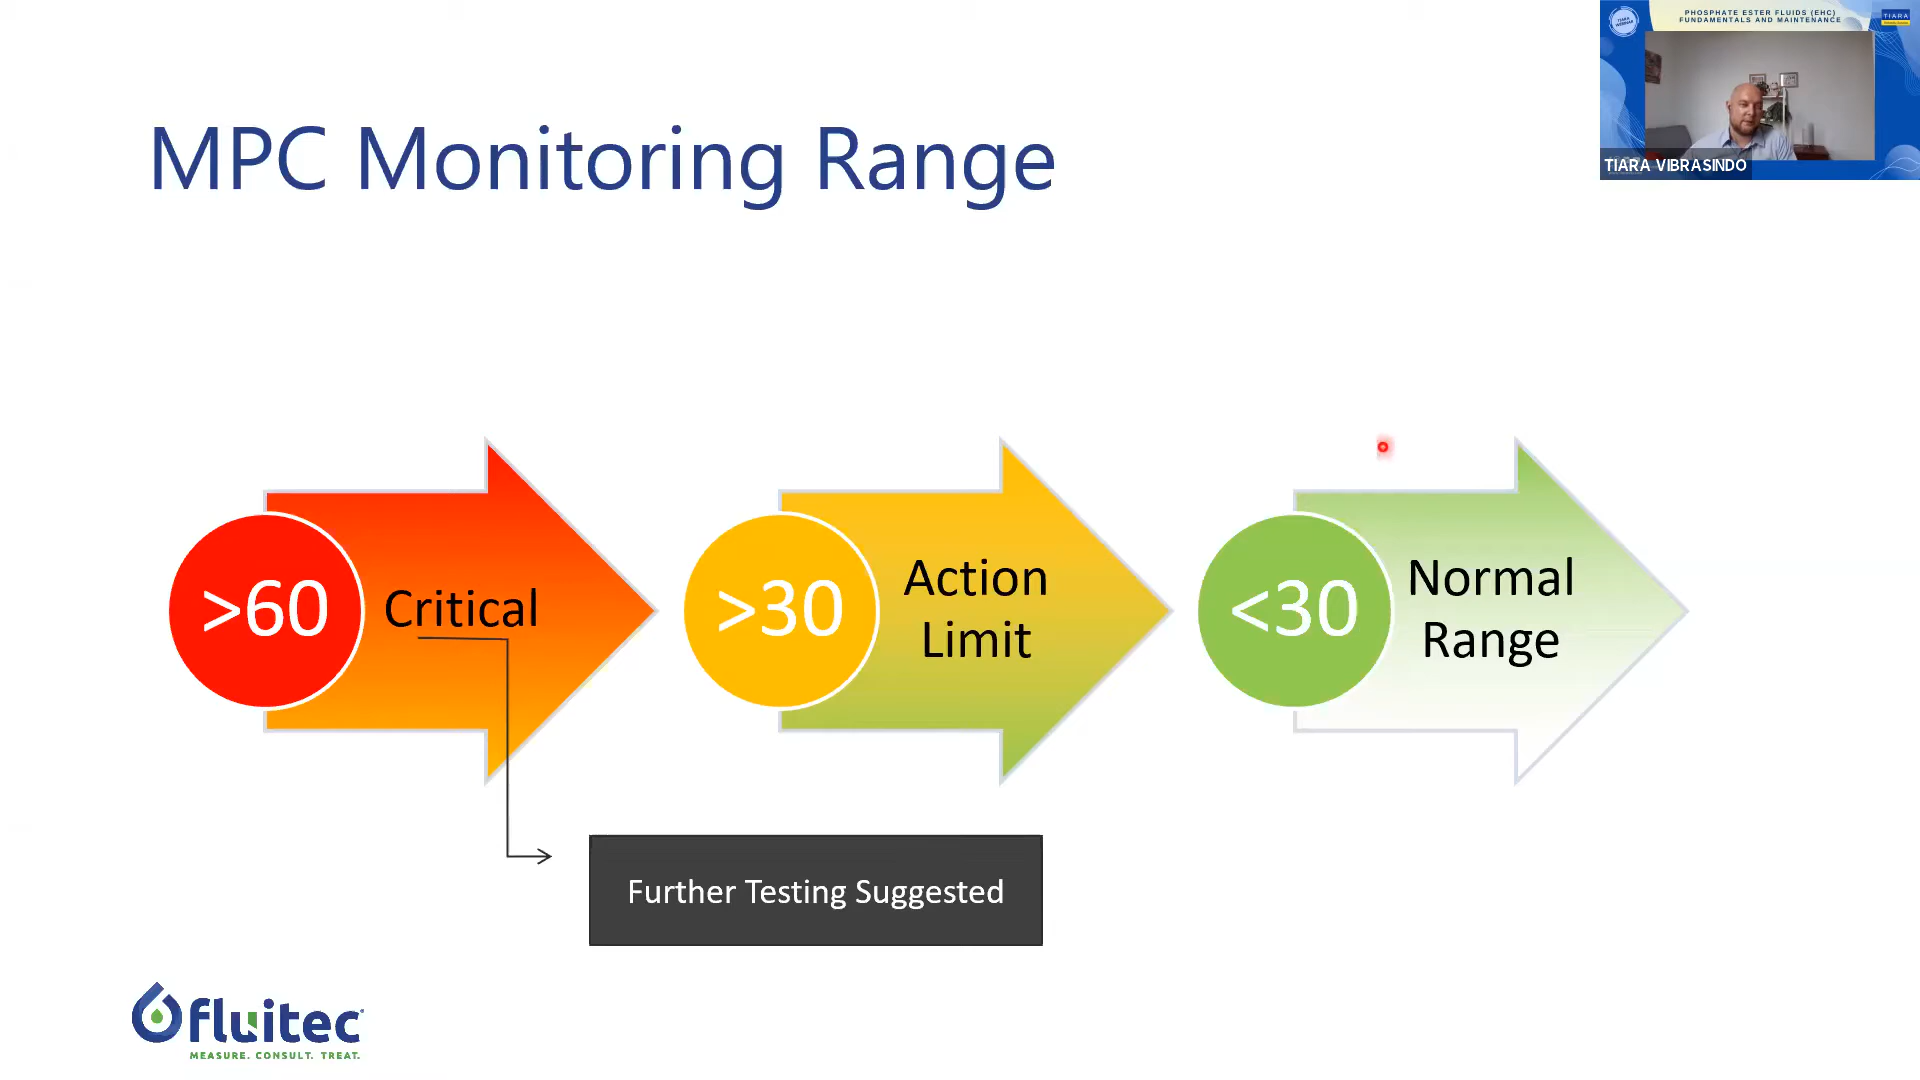 MPC Monitoring Range
PHOSPHATE ESTER FLUIDS (EHC)
FUNDAMENTALS AND MAINTENANCE
TIARA
TIARA VIBRASINDO
>60
Critical
>30
Action
Limit
<30
Normal
Range
Further Testing Suggested
fluitec
MEASURE. CONSULT. TREAT.